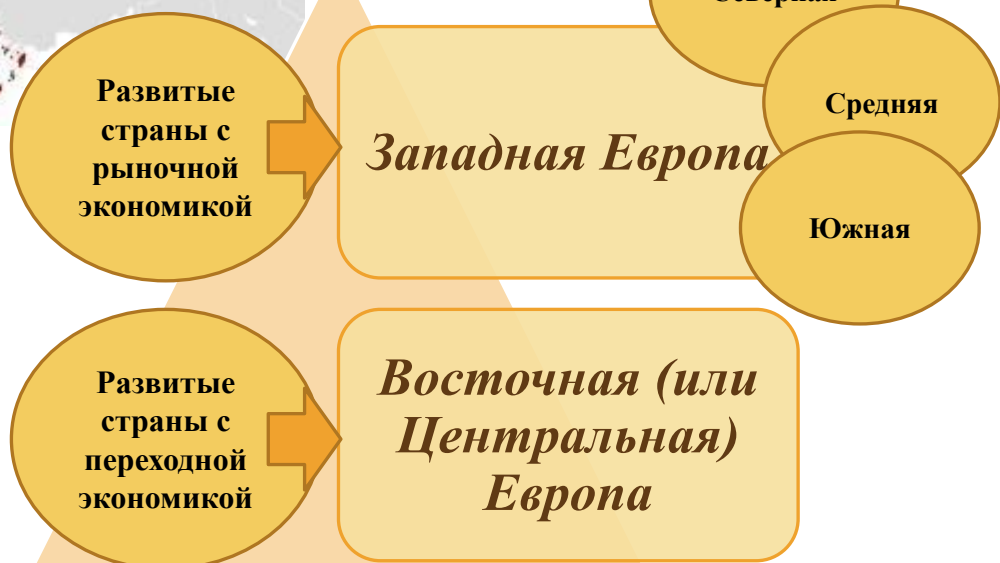 Развитые
страны с
рыночной
экономикой
Западная Европа
Средняя
Южная
Развитые
страны с
переходной
экономикой
Восточная (или
Центральная)
Европа